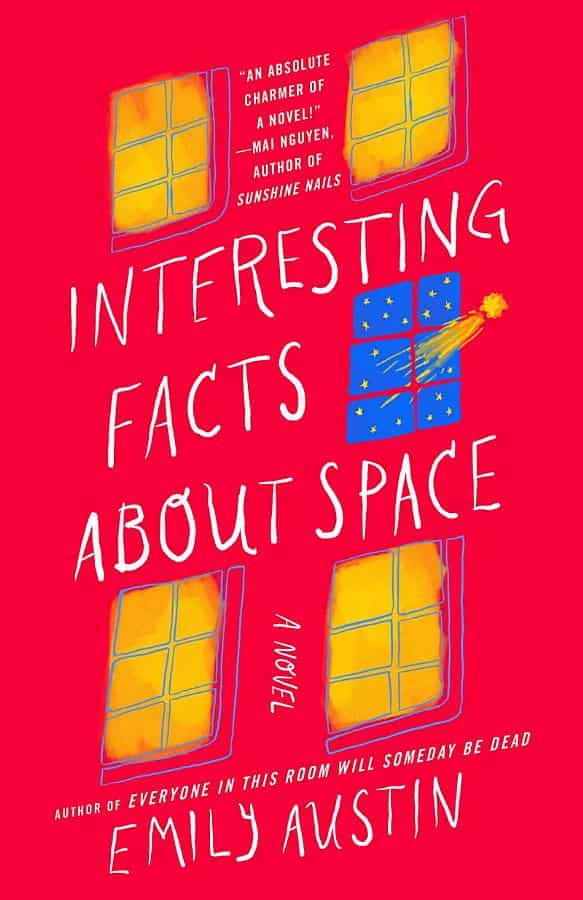 “AN ABSOLUTE
CHARMER OF
A NOVEL!”
—MAI NGUYEN,
AUTHOR OF
SUNSHINE NAILS
INTERESTING
FACTS
ABOUT SPACE
A NOVEL
AUTHOR OF EVERYONE IN THIS ROOM WILL SOMEDAY BE DEAD
EMILY AUSTIN